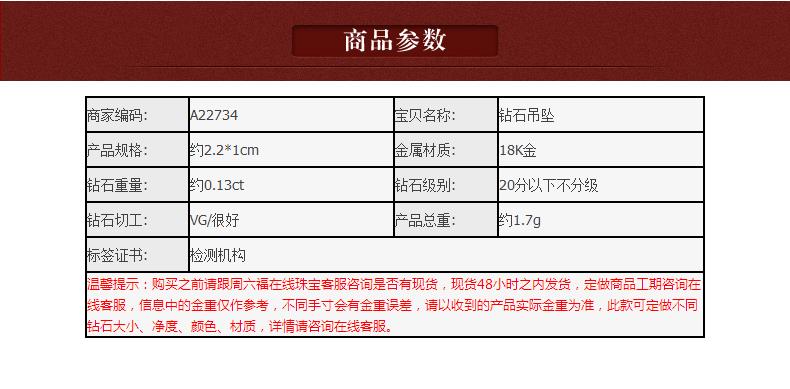 商品参数
商家编码: A22734 宝贝名称: 钻石吊坠
产品规格: 约2.2*1cm 金属材质: 18K金
钻石重量: 约0.13ct 钻石级别: 20分以下不分级
钻石切工: VG/很好 产品总重: 约1.7g
标签证书: 检测机构
温馨提示：购买之前请跟周六福在线珠宝客服咨询是否有现货，现货48小时之内发货，定做商品工期咨询在
线客服，信息中的金重仅作参考，不同手寸会有金重误差，请以收到的产品实际金重为准，此款可定做不同
钻石大小、净度、颜色、材质，详情请咨询在线客服。